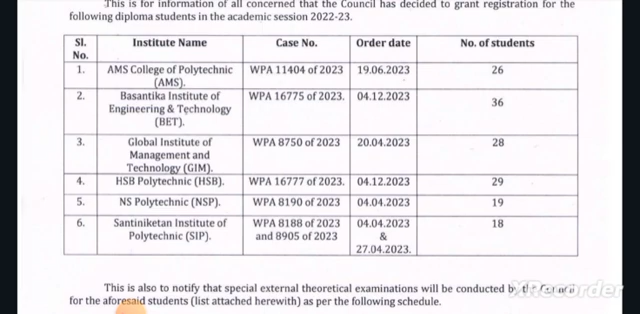 This is for information of all concerned that the Council has decided to grant registration for the
following diploma students in the academic session 2022-23.
Sl. No. Institute Name Case No. Order date No. of students
1. AMS College of Polytechnic (AMS). WPA 11404 of 2023 19.06.2023 26
2. Basantika Institute of Engineering & Technology (BET). WPA 16775 of 2023. 04.12.2023 36
3. Global Institute of Management and Technology (GIM). WPA 8750 of 2023 20.04.2023 28
4. HSB Polytechnic (HSB). WPA 16777 of 2023. 04.12.2023 29
5. NS Polytechnic (NSP). WPA 8190 of 2023 04.04.2023 19
6. Santiniketan Institute of Polytechnic (SIP). WPA 8188 of 2023 and 8905 of 2023 04.04.2023 & 27.04.2023. 18
This is also to notify that special external theoretical examinations will be conducted by the Council
for the aforesaid students (list attached herewith) as per the following schedule.
XRecorder